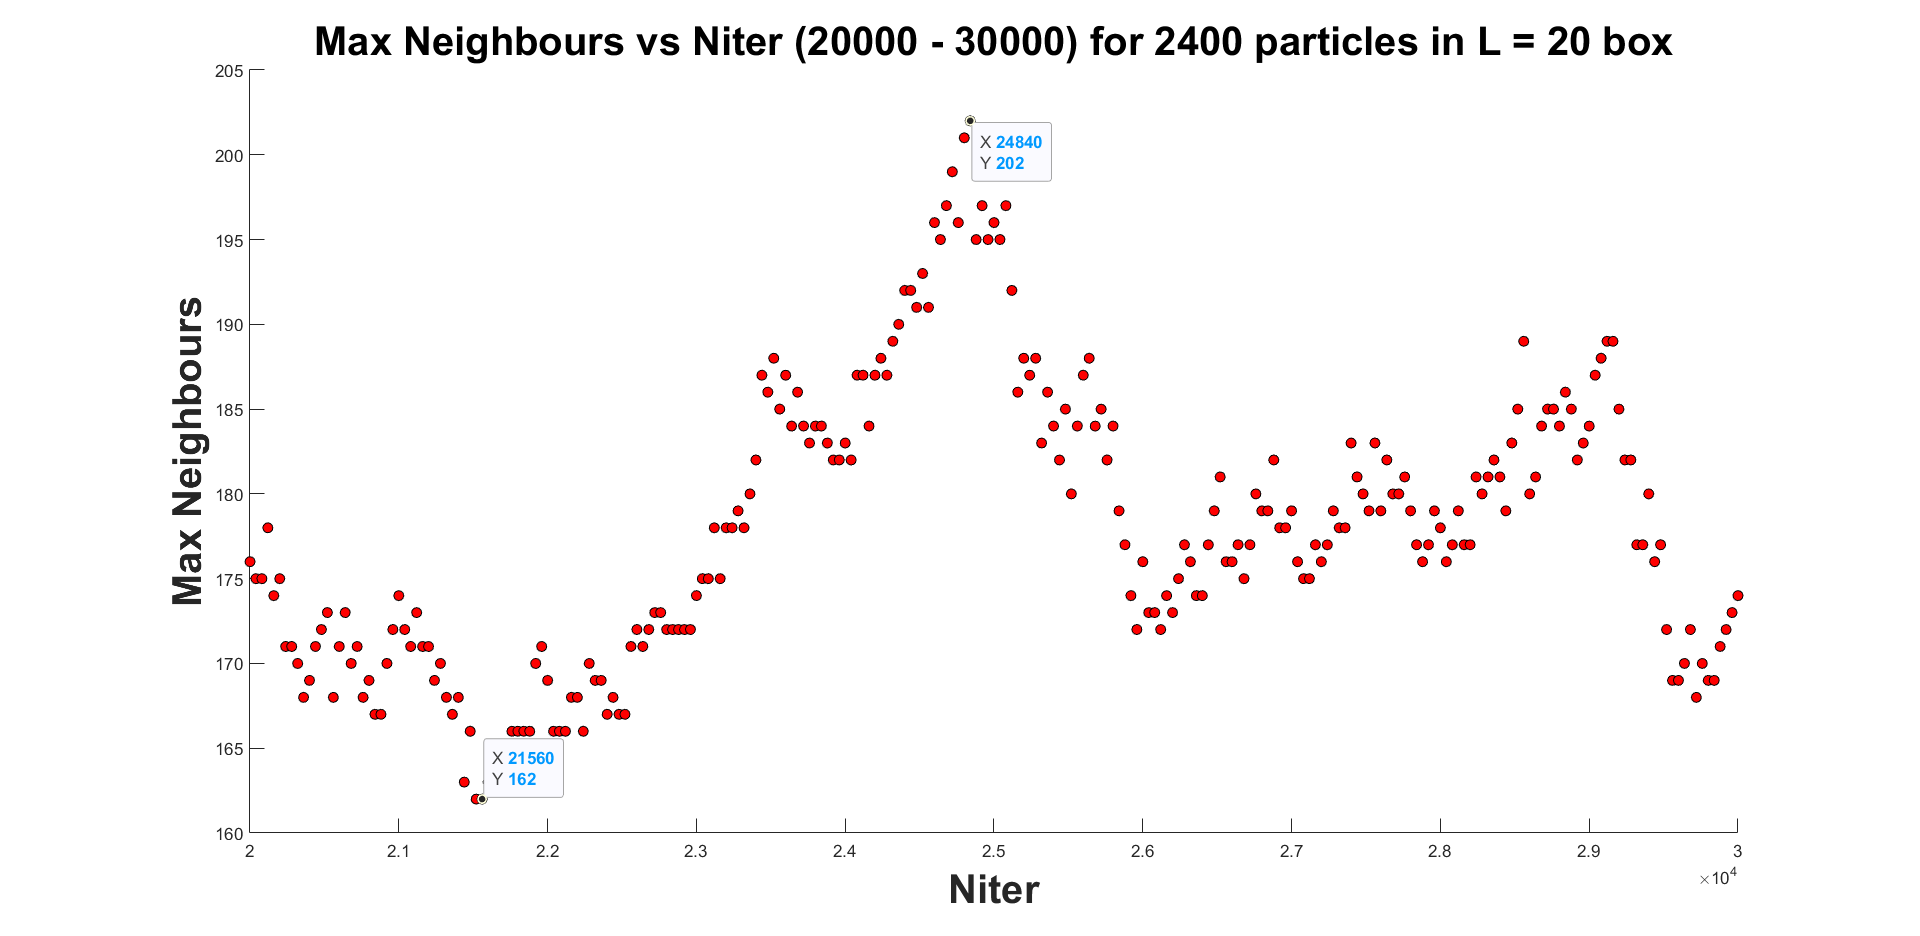 Max Neighbours vs Niter (20000 - 30000) for 2400 particles in L = 20 box
205
200
195
190
185
180
175
170
165
160
Max Neighbours
X 24840
Y 202
X 21560
Y 162
2 2.1 2.2 2.3 2.4 2.5 2.6 2.7 2.8 2.9 3
×10⁴
Niter